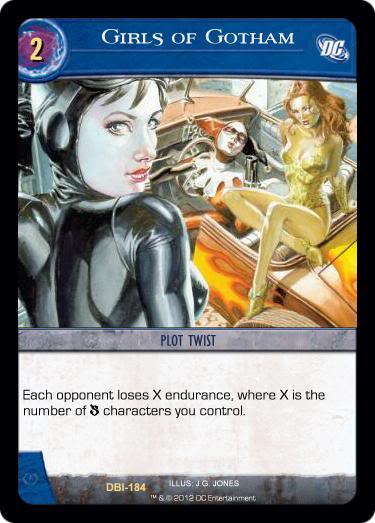 2
GIRLS OF GOTHAM
DC
PLOT TWIST
Each opponent loses X endurance, where X is the
number of characters you control.
DBI-184
ILLUS: J.G. JONES
™ & © 2012 DC Entertainment